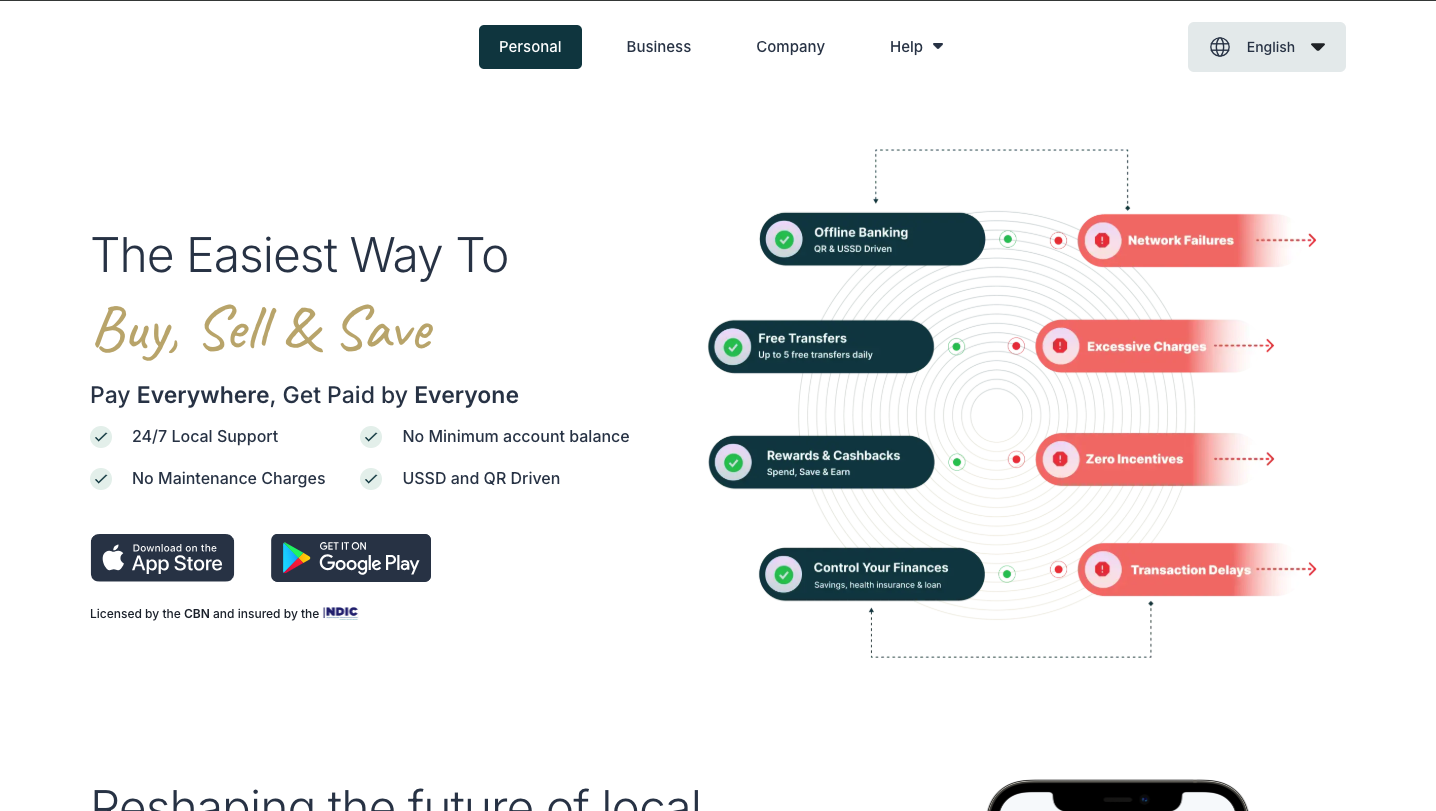 Personal
Business
Company
Help
English
The Easiest Way To
Buy, Sell & Save
Pay Everywhere, Get Paid by Everyone
24/7 Local Support
No Minimum account balance
No Maintenance Charges
USSD and QR Driven
Download on the
App Store
GET IT ON
Google Play
Licensed by the CBN and insured by the NDIC
Offline Banking
QR & USSD Driven
Network Failures
Free Transfers
Up to 5 free transfers daily
Excessive Charges
Rewards & Cashbacks
Spend, Save & Earn
Zero Incentives
Control Your Finances
Savings, health insurance & loan
Transaction Delays
Reshaping the future of local